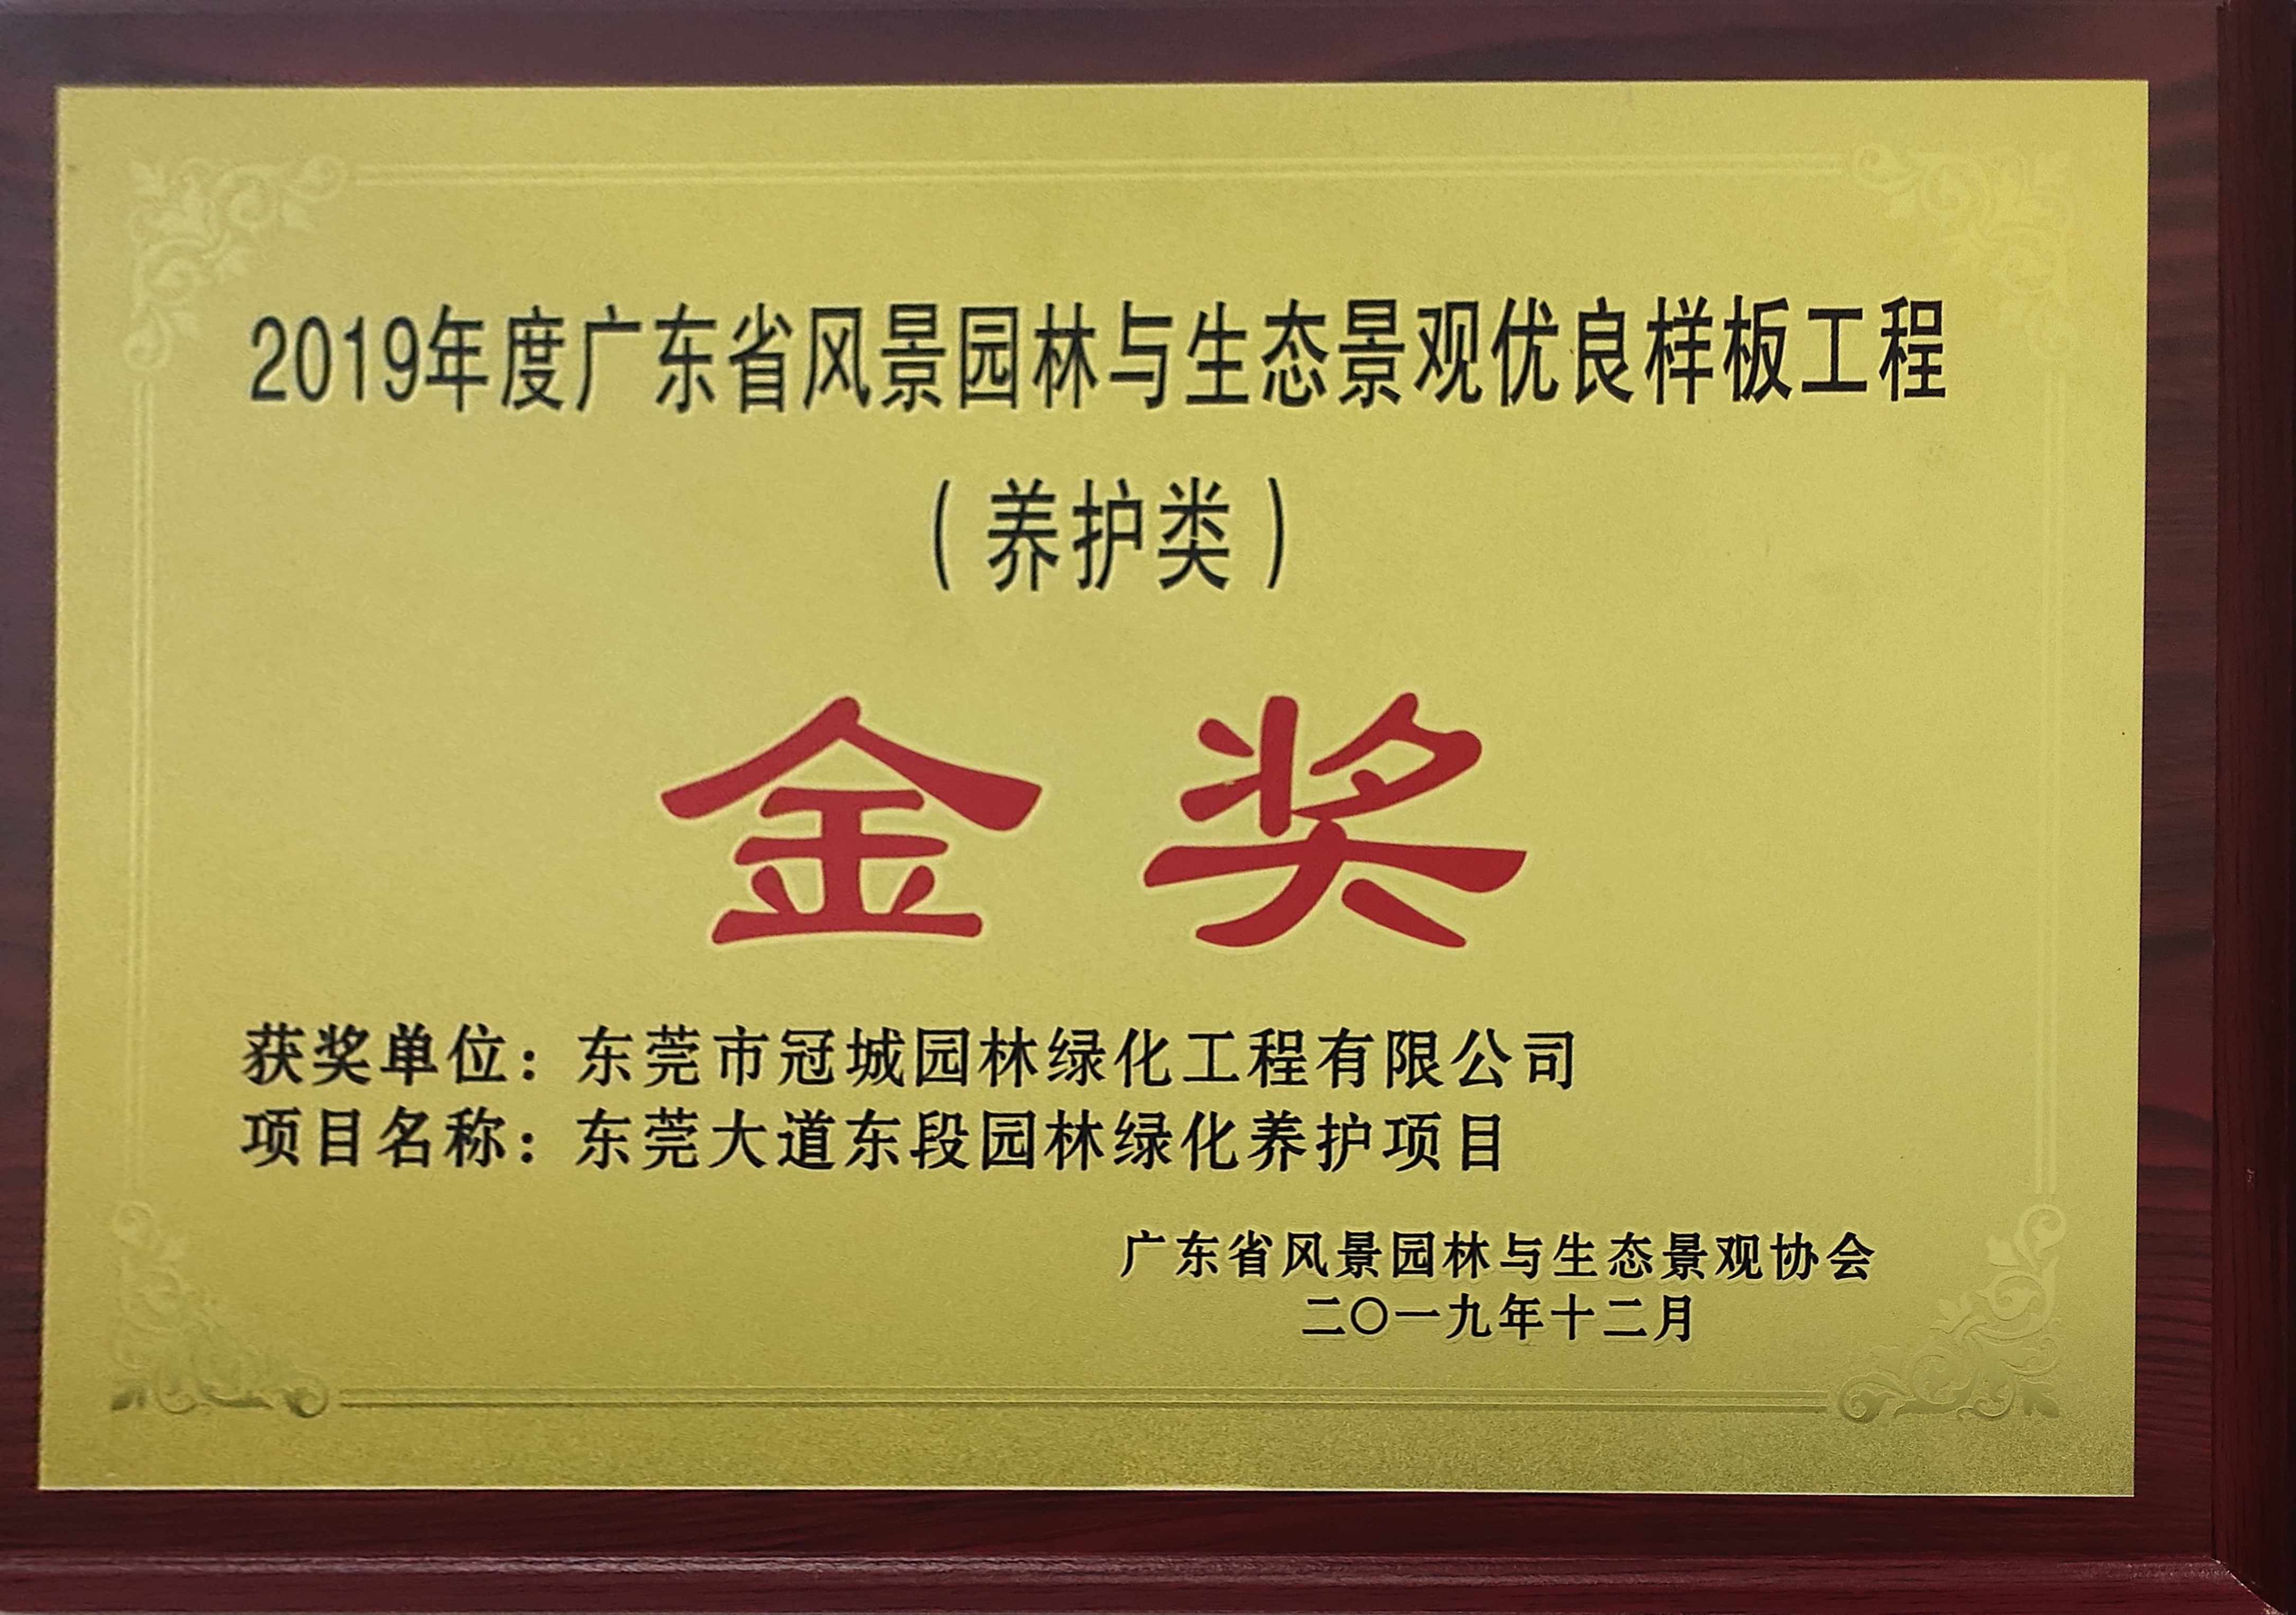 2019年度广东省风景园林与生态景观优良样板工程
（养护类）
金奖
获奖单位：东莞市冠城园林绿化工程有限公司
项目名称：东莞大道东段园林绿化养护项目
广东省风景园林与生态景观协会
二〇一九年十二月